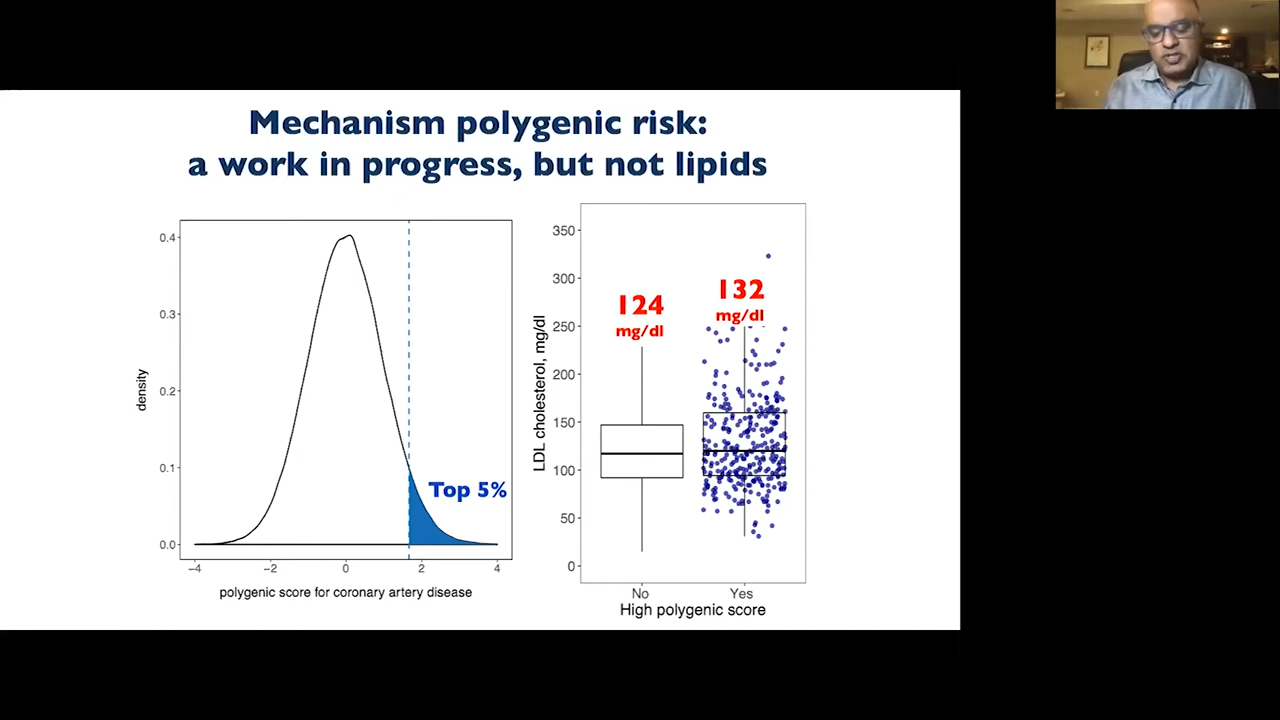 Mechanism polygenic risk:
a work in progress, but not lipids
0.4
0.3
0.2
0.1
0.0
density
Top 5%
−4
−2
0
2
4
polygenic score for coronary artery disease
350
300
250
200
150
100
50
0
LDL cholesterol, mg/dl
124
mg/dl
132
mg/dl
No
Yes
High polygenic score